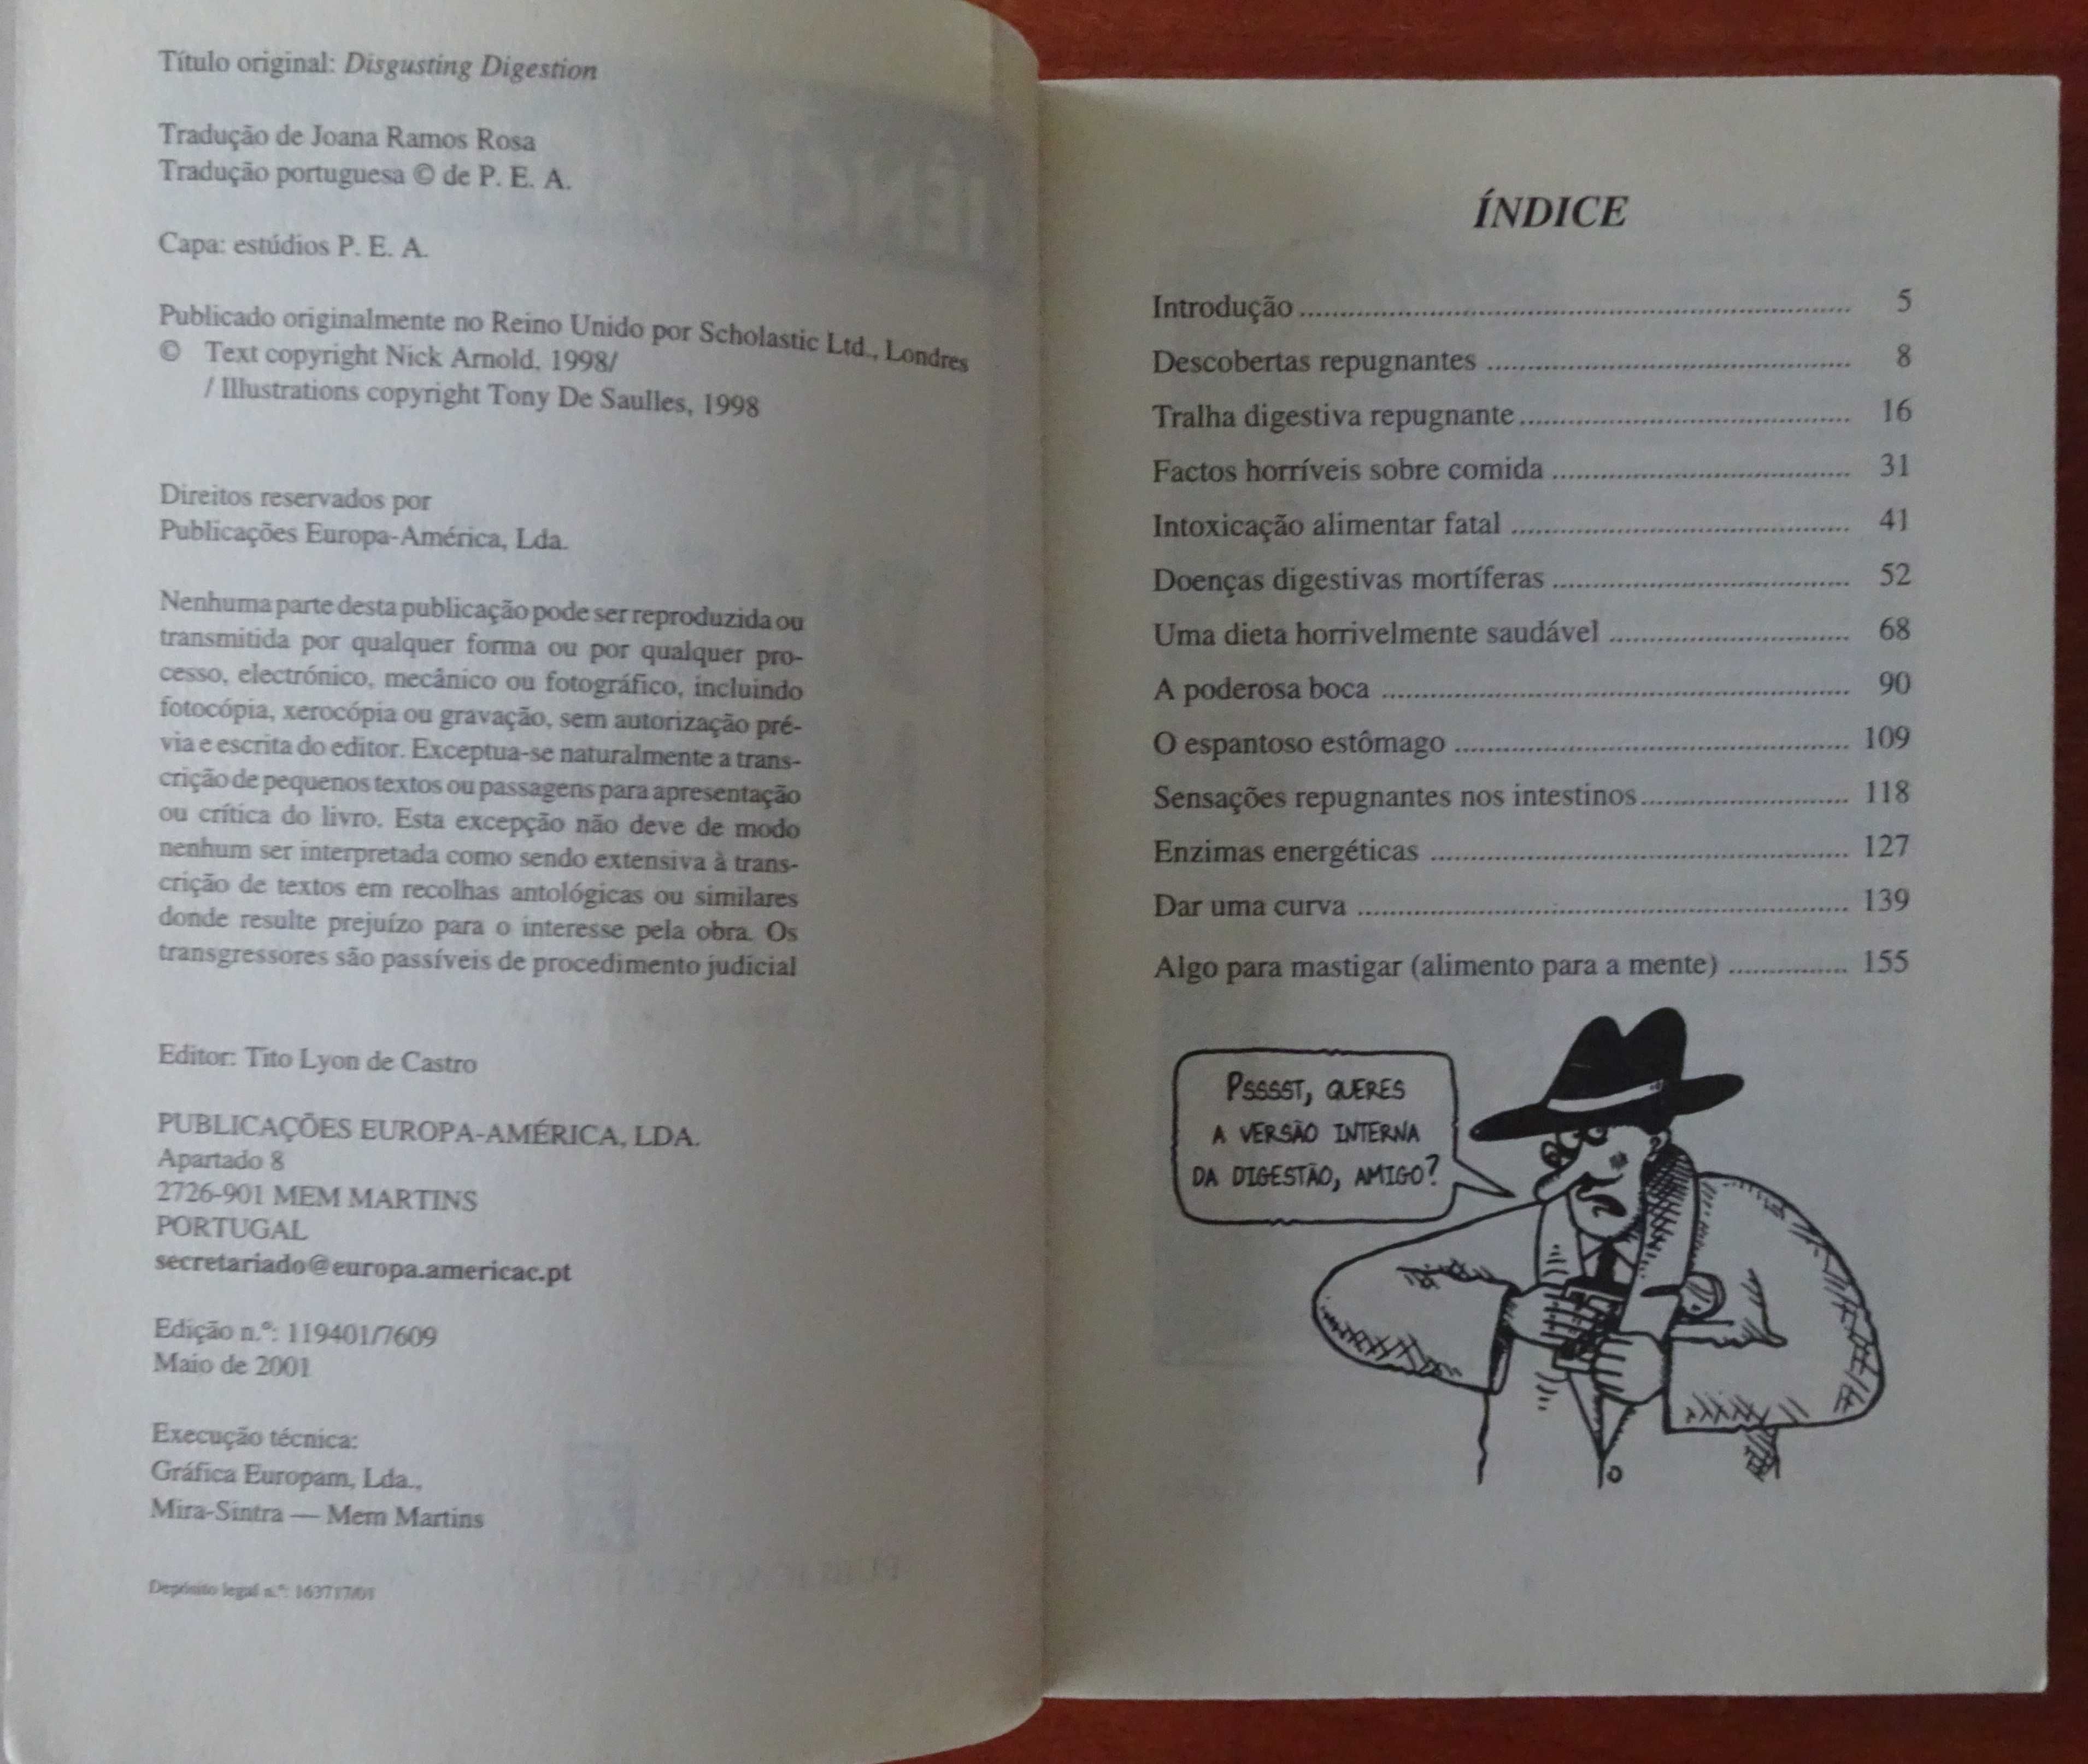 Título original: Disgusting Digestion
Tradução de Joana Ramos Rosa
Tradução portuguesa © de P. E. A.
Capa: estúdios P. E. A.
Publicado originalmente no Reino Unido por Scholastic Ltd., Londres
© Text copyright Nick Arnold, 1998/
/ Illustrations copyright Tony De Saulles, 1998
Direitos reservados por
Publicações Europa-América, Lda.
Nenhuma parte desta publicação pode ser reproduzida ou
transmitida por qualquer forma ou por qualquer pro-
cesso, electrónico, mecânico ou fotográfico, incluindo
fotocópia, xerocópia ou gravação, sem autorização pré-
via e escrita do editor. Exceptua-se naturalmente a trans-
crição de pequenos textos ou passagens para apresentação
ou crítica do livro. Esta excepção não deve de modo
nenhum ser interpretada como sendo extensiva à trans-
crição de textos em recolhas antológicas ou similares
donde resulte prejuízo para o interesse pela obra. Os
transgressores são passíveis de procedimento judicial
Editor: Tito Lyon de Castro
PUBLICAÇÕES EUROPA-AMÉRICA, LDA.
Apartado 8
2726-901 MEM MARTINS
PORTUGAL
secretariado@europa.americac.pt
Edição n.º: 119401/7609
Maio de 2001
Execução técnica:
Gráfica Europam, Lda.,
Mira-Sintra — Mem Martins
Depósito legal n.º: 163717/01
ÍNDICE
Introdução ........ 5
Descobertas repugnantes ........ 8
Tralha digestiva repugnante ........ 16
Factos horríveis sobre comida ........ 31
Intoxicação alimentar fatal ........ 41
Doenças digestivas mortíferas ........ 52
Uma dieta horrivelmente saudável ........ 68
A poderosa boca ........ 90
O espantoso estômago ........ 109
Sensações repugnantes nos intestinos ........ 118
Enzimas energéticas ........ 127
Dar uma curva ........ 139
Algo para mastigar (alimento para a mente) ........ 155
PSSSST, QUERES
A VERSÃO INTERNA
DA DIGESTÃO, AMIGO?